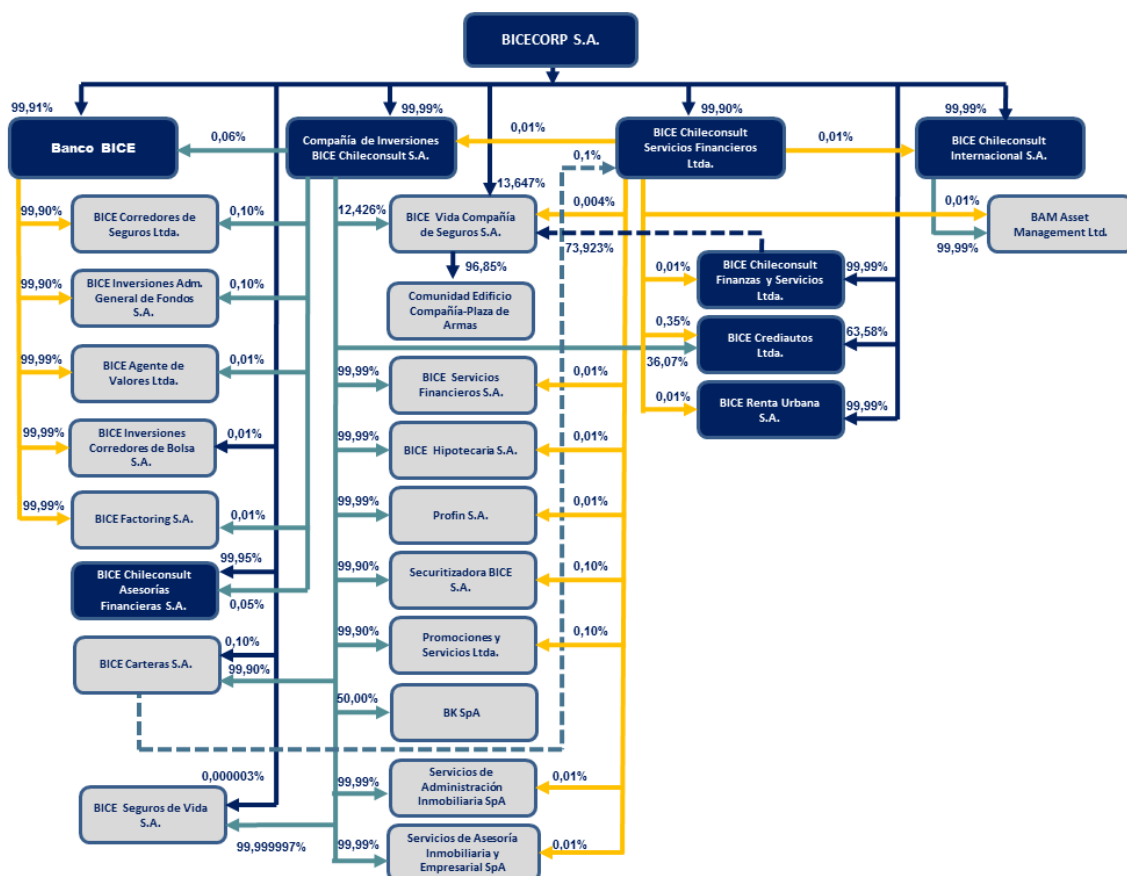 BICECORP S.A.
99,91%
99,99%
99,90%
99,99%
Banco BICE
0,06%
Compañía de Inversiones
BICE Chileconsult S.A.
0,01%
BICE Chileconsult
Servicios Financieros
Ltda.
0,01%
BICE Chileconsult
Internacional S.A.
0,1%
13,647%
99,90%
BICE Corredores de
Seguros Ltda.
0,10%
12,426%
BICE Vida Compañía
de Seguros S.A.
0,004%
73,923%
0,01%
BAM Asset
Management Ltd.
99,99%
96,85%
99,90%
BICE Inversiones Adm.
General de Fondos
S.A.
0,10%
Comunidad Edificio
Compañía-Plaza de
Armas
0,01%
BICE Chileconsult
Finanzas y Servicios
Ltda.
99,99%
99,99%
BICE Agente de
Valores Ltda.
0,01%
0,35%
BICE Crediautos
Ltda.
63,58%
36,07%
99,99%
BICE Servicios
Financieros S.A.
0,01%
0,01%
BICE Renta Urbana
S.A.
99,99%
99,99%
BICE Inversiones
Corredores de Bolsa
S.A.
0,01%
99,99%
BICE Hipotecaria S.A.
0,01%
99,99%
BICE Factoring S.A.
0,01%
99,99%
Profin S.A.
0,01%
99,95%
BICE Chileconsult
Asesorías
Financieras S.A.
0,05%
99,90%
Securitizadora BICE
S.A.
0,10%
0,10%
BICE Carteras S.A.
99,90%
99,90%
Promociones y
Servicios Ltda.
0,10%
50,00%
BK SpA
0,000003%
BICE Seguros de Vida
S.A.
99,999997%
99,99%
Servicios de
Administración
Inmobiliaria SpA
0,01%
99,99%
Servicios de Asesoría
Inmobiliaria y
Empresarial SpA
0,01%